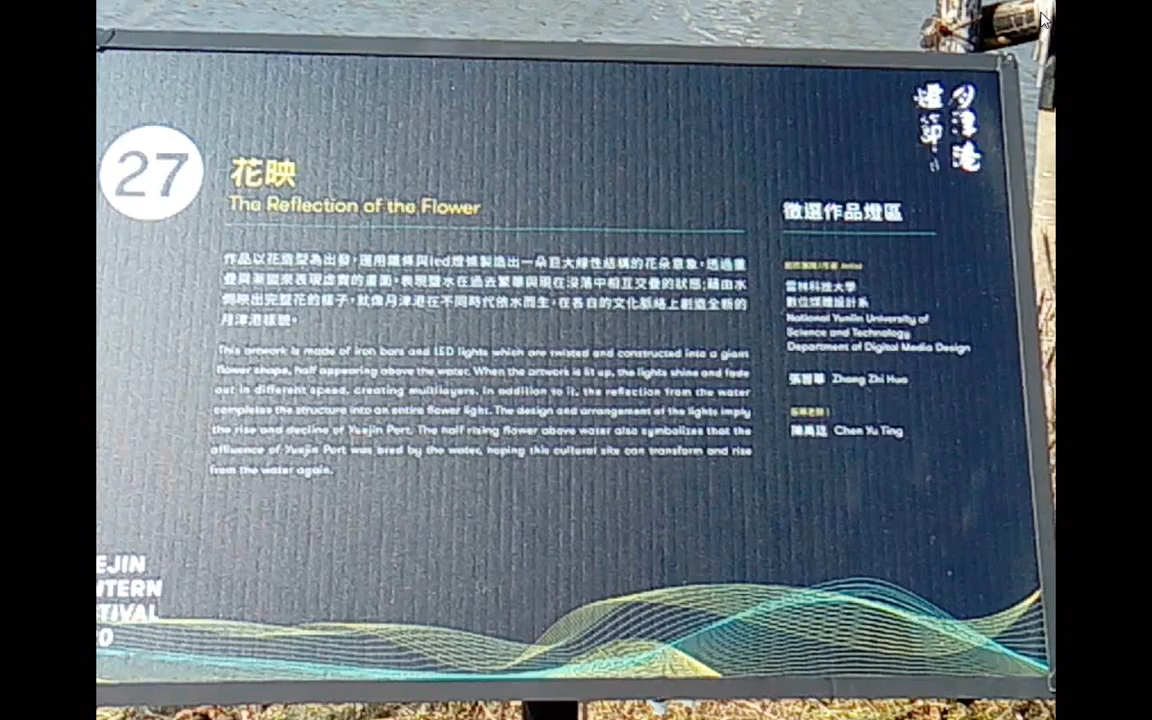 月津港
燈節
27
花映
The Reflection of the Flower
作品以花造型為出發，運用鐵條與led燈條製造出一朵巨大線性結構的花朵意象，透過重
疊與漸變來表現虛實的畫面，表現鹽水在過去繁華與現在沒落中相互交疊的狀態；藉由水
倒映出完整花的樣子，就像月津港在不同時代依水而生，在各自的文化脈絡上創造全新的
月津港樣貌。
This artwork is made of iron bars and LED lights which are twisted and constructed into a giant
flower shape, half appearing above the water. When the artwork is lit up, the lights shine and fade
out in different speed, creating multilayers. In addition to it, the reflection from the water
completes the structure into an entire flower light. The design and arrangement of the lights imply
the rise and decline of Yuejin Port. The half rising flower above water also symbolizes that the
affluence of Yuejin Port was bred by the water, hoping this cultural site can transform and rise
from the water again.
徵選作品燈區
Artist
雲林科技大學
數位媒體設計系
National Yunlin University of
Science and Technology
Department of Digital Media Design
張智華 Zhang Zhi Hua
指導老師
陳禹廷 Chen Yu Ting
EJIN
NTERN
STIVAL
20